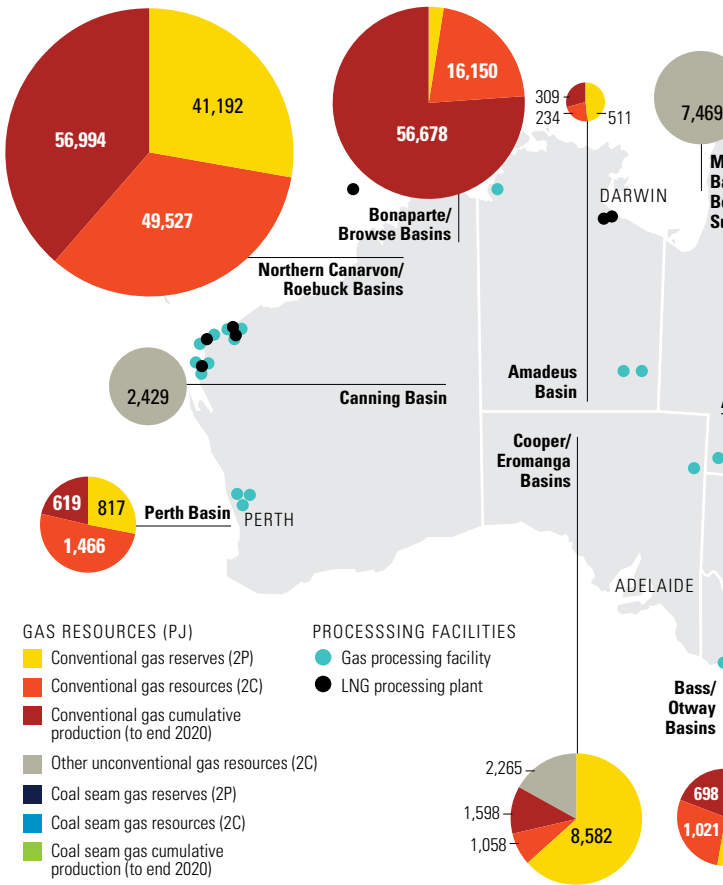 41,192
56,994
49,527
16,150
56,678
309
234
511
7,469
DARWIN
Bonaparte/
Browse Basins
Northern Canarvon/
Roebuck Basins
2,429
Canning Basin
Amadeus
Basin
Cooper/
Eromanga
Basins
619
817
1,466
Perth Basin
PERTH
ADELAIDE
GAS RESOURCES (PJ)
Conventional gas reserves (2P)
Conventional gas resources (2C)
Conventional gas cumulative
production (to end 2020)
Other unconventional gas resources (2C)
Coal seam gas reserves (2P)
Coal seam gas resources (2C)
Coal seam gas cumulative
production (to end 2020)
PROCESSSING FACILITIES
Gas processing facility
LNG processing plant
Bass/
Otway
Basins
2,265
1,598
1,058
8,582
698
1,021